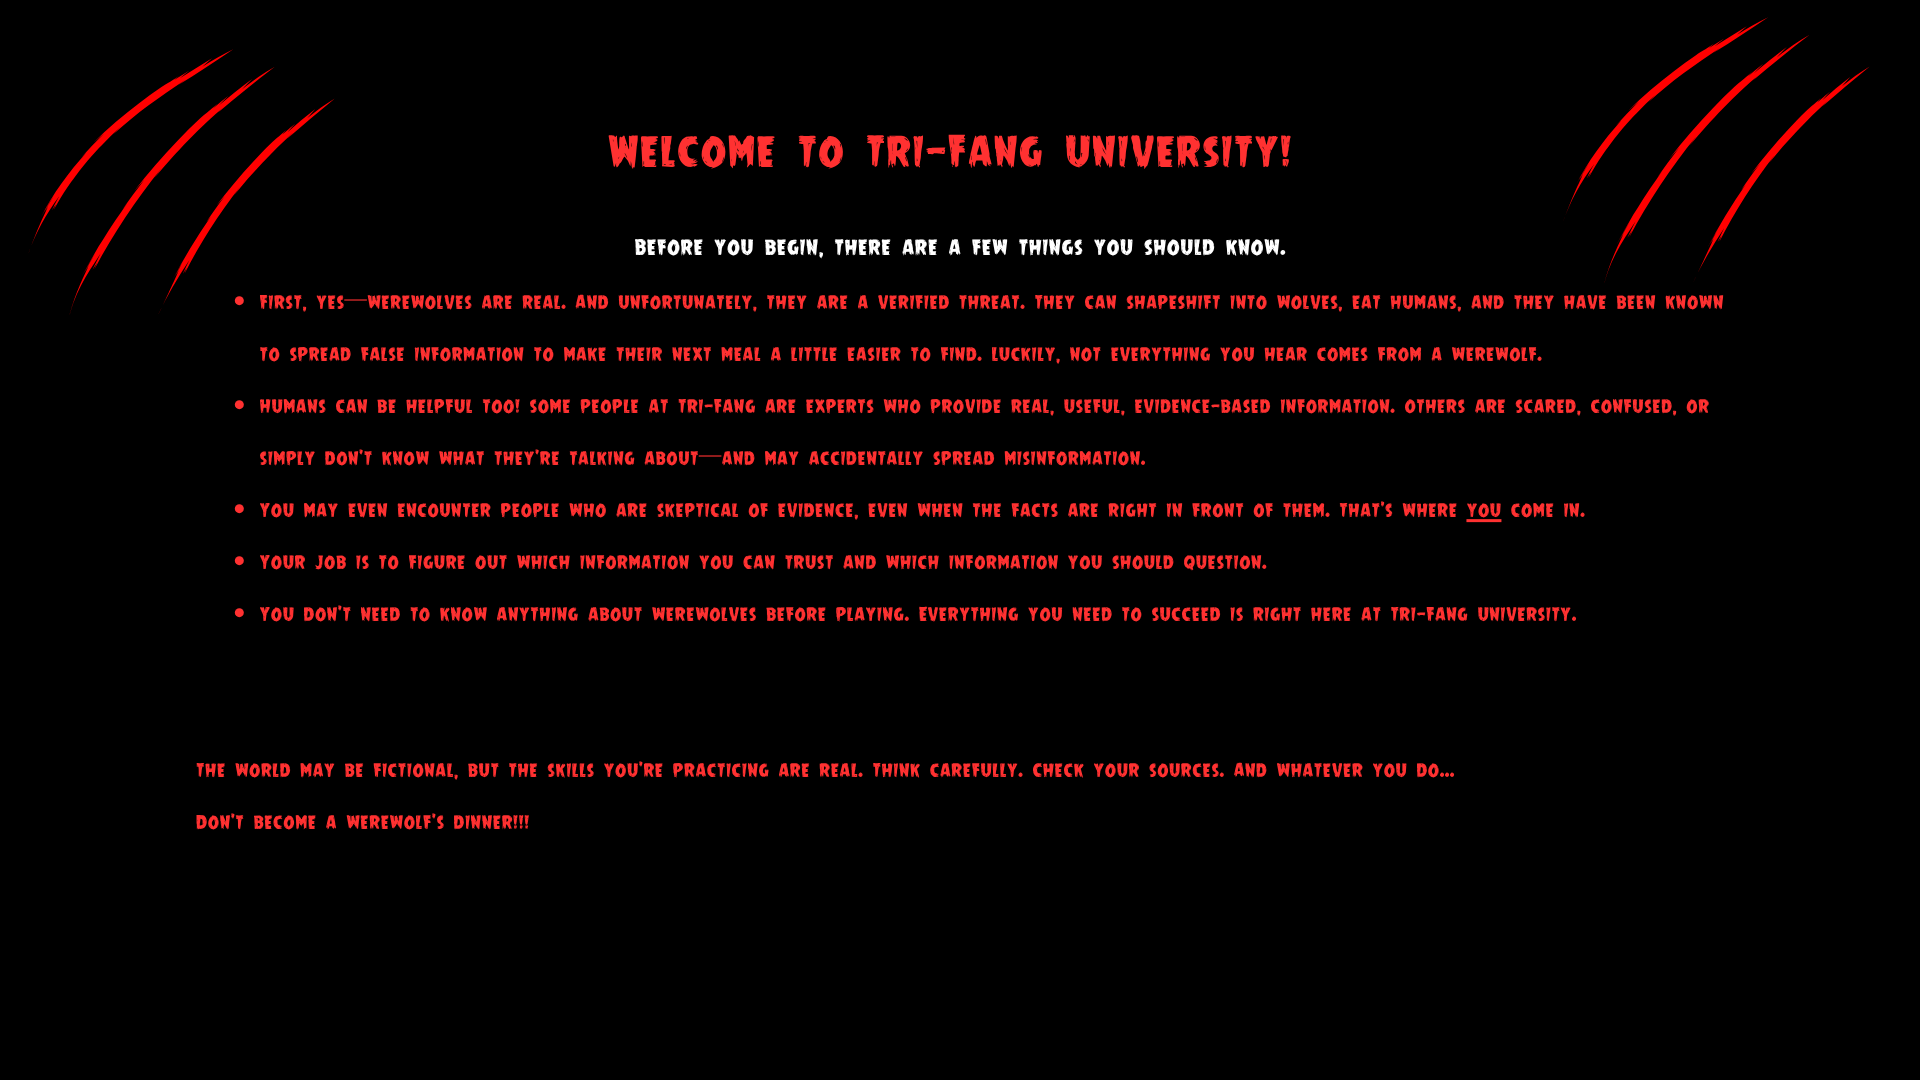 WELCOME TO TRI-FANG UNIVERSITY!
BEFORE YOU BEGIN, THERE ARE A FEW THINGS YOU SHOULD KNOW.
• FIRST, YES—WEREWOLVES ARE REAL. AND UNFORTUNATELY, THEY ARE A VERIFIED THREAT. THEY CAN SHAPESHIFT INTO WOLVES, EAT HUMANS, AND THEY HAVE BEEN KNOWN
TO SPREAD FALSE INFORMATION TO MAKE THEIR NEXT MEAL A LITTLE EASIER TO FIND. LUCKILY, NOT EVERYTHING YOU HEAR COMES FROM A WEREWOLF.
• HUMANS CAN BE HELPFUL TOO! SOME PEOPLE AT TRI-FANG ARE EXPERTS WHO PROVIDE REAL, USEFUL, EVIDENCE-BASED INFORMATION. OTHERS ARE SCARED, CONFUSED, OR
SIMPLY DON'T KNOW WHAT THEY'RE TALKING ABOUT—AND MAY ACCIDENTALLY SPREAD MISINFORMATION.
• YOU MAY EVEN ENCOUNTER PEOPLE WHO ARE SKEPTICAL OF EVIDENCE, EVEN WHEN THE FACTS ARE RIGHT IN FRONT OF THEM. THAT'S WHERE YOU COME IN.
• YOUR JOB IS TO FIGURE OUT WHICH INFORMATION YOU CAN TRUST AND WHICH INFORMATION YOU SHOULD QUESTION.
• YOU DON'T NEED TO KNOW ANYTHING ABOUT WEREWOLVES BEFORE PLAYING. EVERYTHING YOU NEED TO SUCCEED IS RIGHT HERE AT TRI-FANG UNIVERSITY.
THE WORLD MAY BE FICTIONAL, BUT THE SKILLS YOU'RE PRACTICING ARE REAL. THINK CAREFULLY. CHECK YOUR SOURCES. AND WHATEVER YOU DO...
DON'T BECOME A WEREWOLF'S DINNER!!!